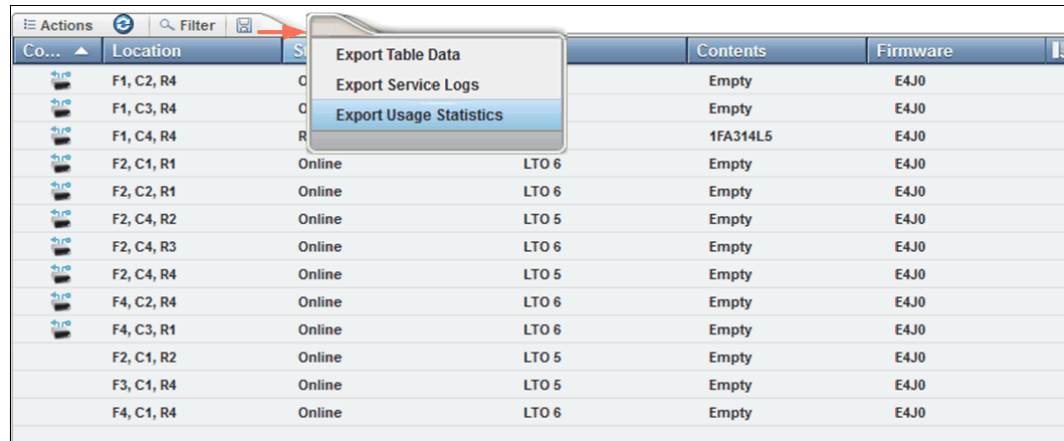 Actions Filter
Co... Location Contents Firmware
Export Table Data
Export Service Logs
Export Usage Statistics
F1, C2, R4 Empty E4J0
F1, C3, R4 Empty E4J0
F1, C4, R4 R 1FA314L5 E4J0
F2, C1, R1 Online LTO 6 Empty E4J0
F2, C2, R1 Online LTO 6 Empty E4J0
F2, C4, R2 Online LTO 5 Empty E4J0
F2, C4, R3 Online LTO 6 Empty E4J0
F2, C4, R4 Online LTO 5 Empty E4J0
F4, C2, R4 Online LTO 6 Empty E4J0
F4, C3, R1 Online LTO 6 Empty E4J0
F2, C1, R2 Online LTO 5 Empty E4J0
F3, C1, R4 Online LTO 5 Empty E4J0
F4, C1, R4 Online LTO 6 Empty E4J0